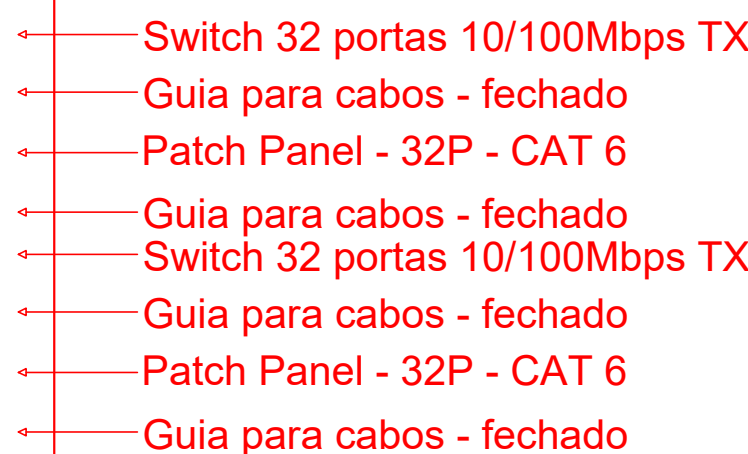 Switch 32 portas 10/100Mbps TX
Guia para cabos - fechado
Patch Panel - 32P - CAT 6
Guia para cabos - fechado
Switch 32 portas 10/100Mbps TX
Guia para cabos - fechado
Patch Panel - 32P - CAT 6
Guia para cabos - fechado